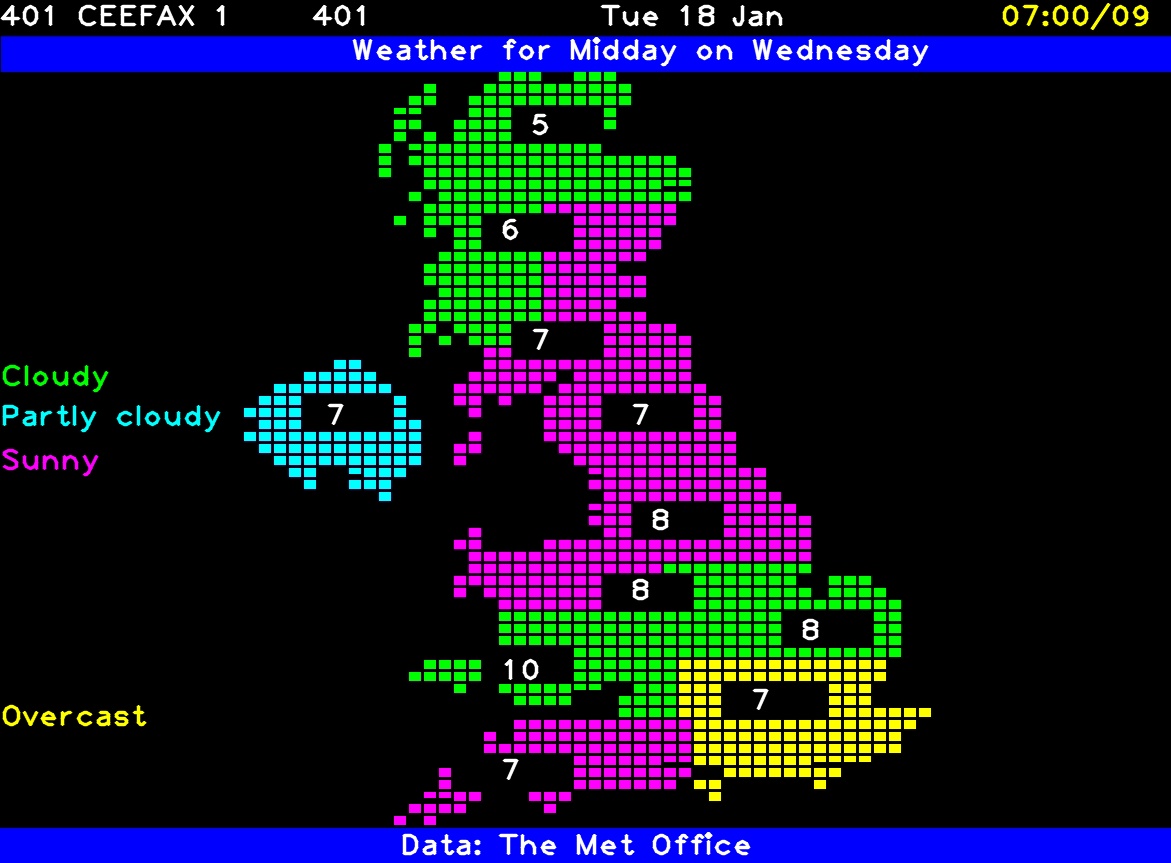 401 CEEFAX 1 401 Tue 18 Jan 07:00/09
Weather for Midday on Wednesday
5
6
7
Cloudy
Partly cloudy 7 7
Sunny
8
8
8
10
7
Overcast
7
Data: The Met Office